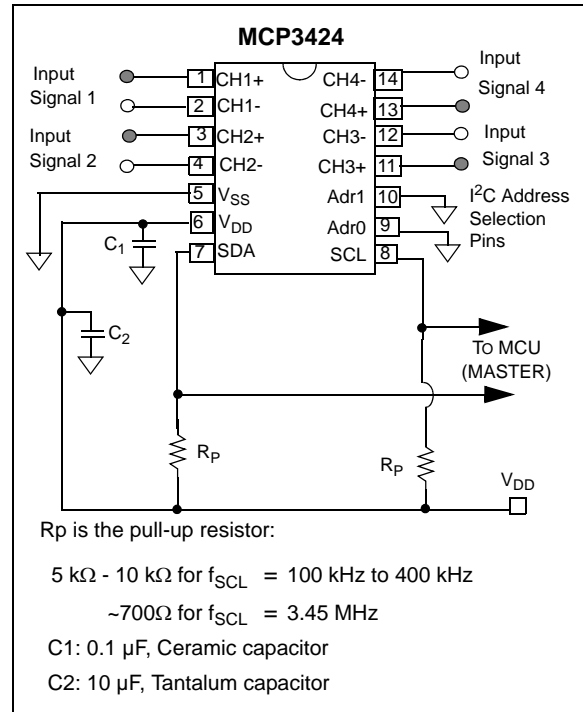 MCP3424
Input
Signal 1
1 CH1+
2 CH1-
Input
Signal 2
3 CH2+
4 CH2-
5 VSS
6 VDD
7 SDA
CH4- 14
CH4+ 13
CH3- 12
CH3+ 11
Adr1 10
Adr0 9
SCL 8
Input
Signal 4
Input
Signal 3
I²C Address
Selection
Pins
C1
C2
TO MCU
(MASTER)
RP
RP
VDD
Rp is the pull-up resistor:
5 kΩ - 10 kΩ for fSCL = 100 kHz to 400 kHz
~700Ω for fSCL = 3.45 MHz
C1: 0.1 µF, Ceramic capacitor
C2: 10 µF, Tantalum capacitor